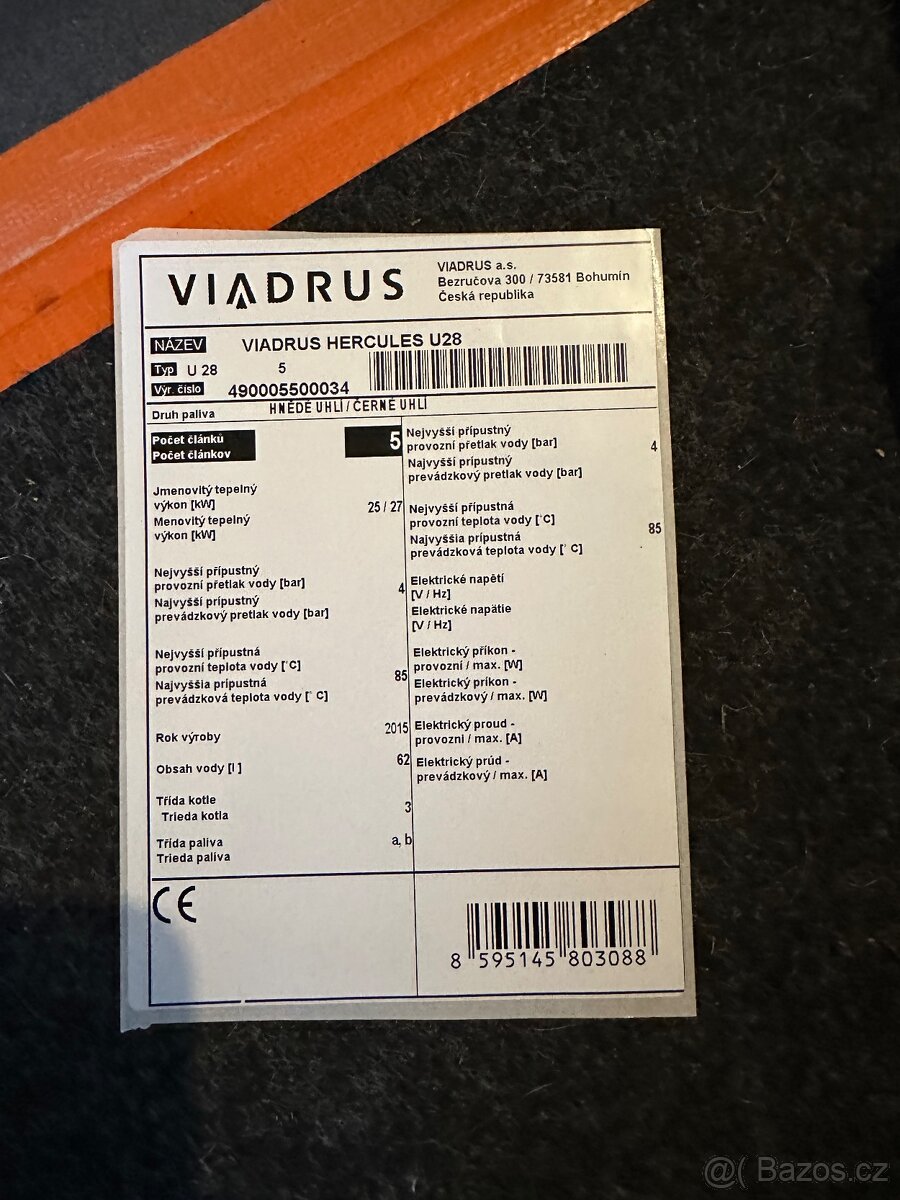 VIADRUS
VIADRUS a.s.
Bezručova 300 / 73581 Bohumín
Česká republika
NÁZEV VIADRUS HERCULES U28
Typ U 28 5
Výr. číslo 490005500034
Druh paliva HNĚDÉ UHLÍ / ČERNÉ UHLÍ
Počet článků
Počet článkov
5
Jmenovitý tepelný
výkon [kW]
25 / 27
Menovitý tepelný
výkon [kW]
Nejvyšší přípustný
provozní přetlak vody [bar]
4
Najvyšší prípustný
prevádzkový pretlak vody [bar]
Nejvyšší přípustná
provozní teplota vody [°C]
85
Najvyššia prípustná
prevádzková teplota vody [° C]
Rok výroby 2015
Obsah vody [l ] 62
Třída kotle
3
Trieda kotla
Třída paliva a, b
Trieda paliva
Nejvyšší přípustný
provozní přetlak vody [bar]
4
Najvyšší prípustný
prevádzkový pretlak vody [bar]
Nejvyšší přípustná
provozní teplota vody [°C]
85
Najvyššia prípustná
prevádzková teplota vody [° C]
Elektrické napětí
[V / Hz]
Elektrické napätie
[V / Hz]
Elektrický příkon -
provozní / max. [W]
Elektrický príkon -
prevádzkový / max. [W]
Elektrický proud -
provozní / max. [A]
Elektrický prúd -
prevádzkový / max. [A]
CE
8 595145 803088
@( Bazos.cz